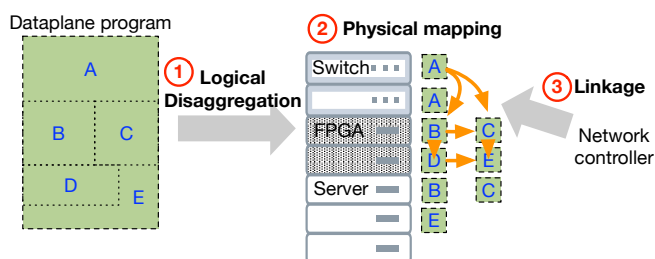 Dataplane program
A
B
C
D
E
1 Logical
Disaggregation
2 Physical mapping
Switch
FPGA
Server
A
A
B C
D E
B C
E
3 Linkage
Network
controller